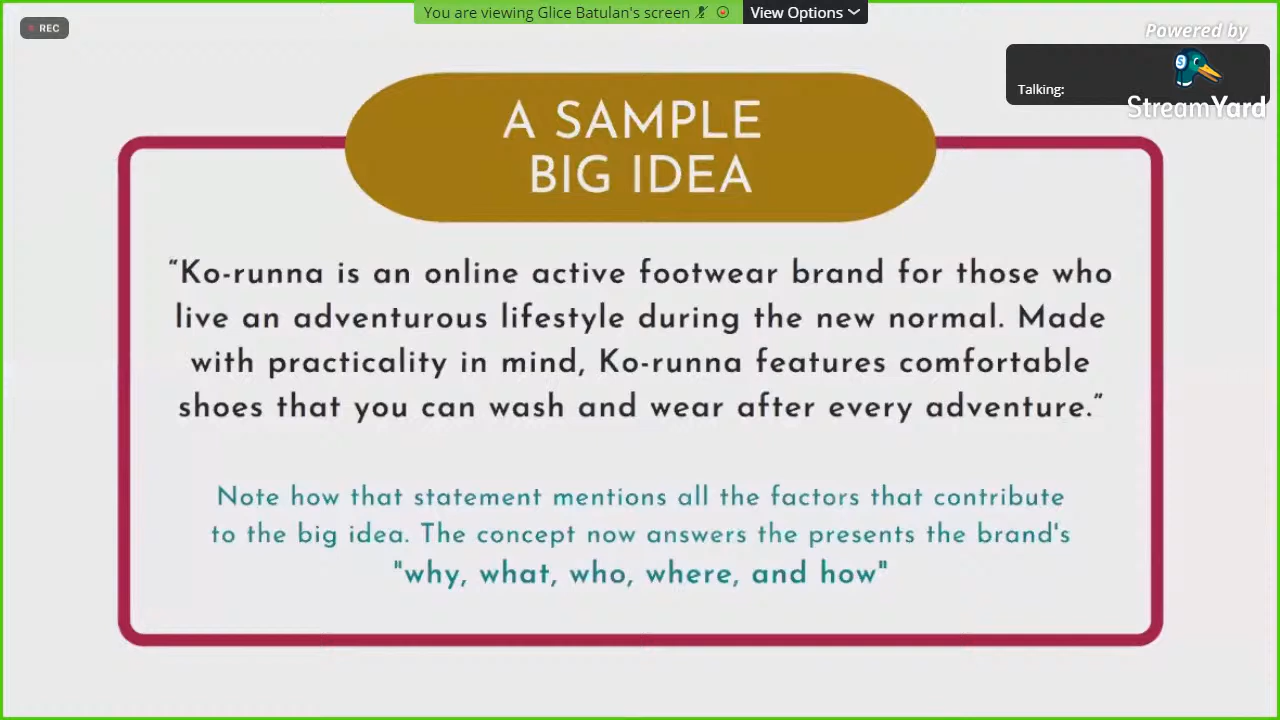 You are viewing Glice Batulan's screen
View Options
REC
Powered by
Talking:
StreamYard
A SAMPLE
BIG IDEA
“Ko-runna is an online active footwear brand for those who
live an adventurous lifestyle during the new normal. Made
with practicality in mind, Ko-runna features comfortable
shoes that you can wash and wear after every adventure.”
Note how that statement mentions all the factors that contribute
to the big idea. The concept now answers the presents the brand's
"why, what, who, where, and how"